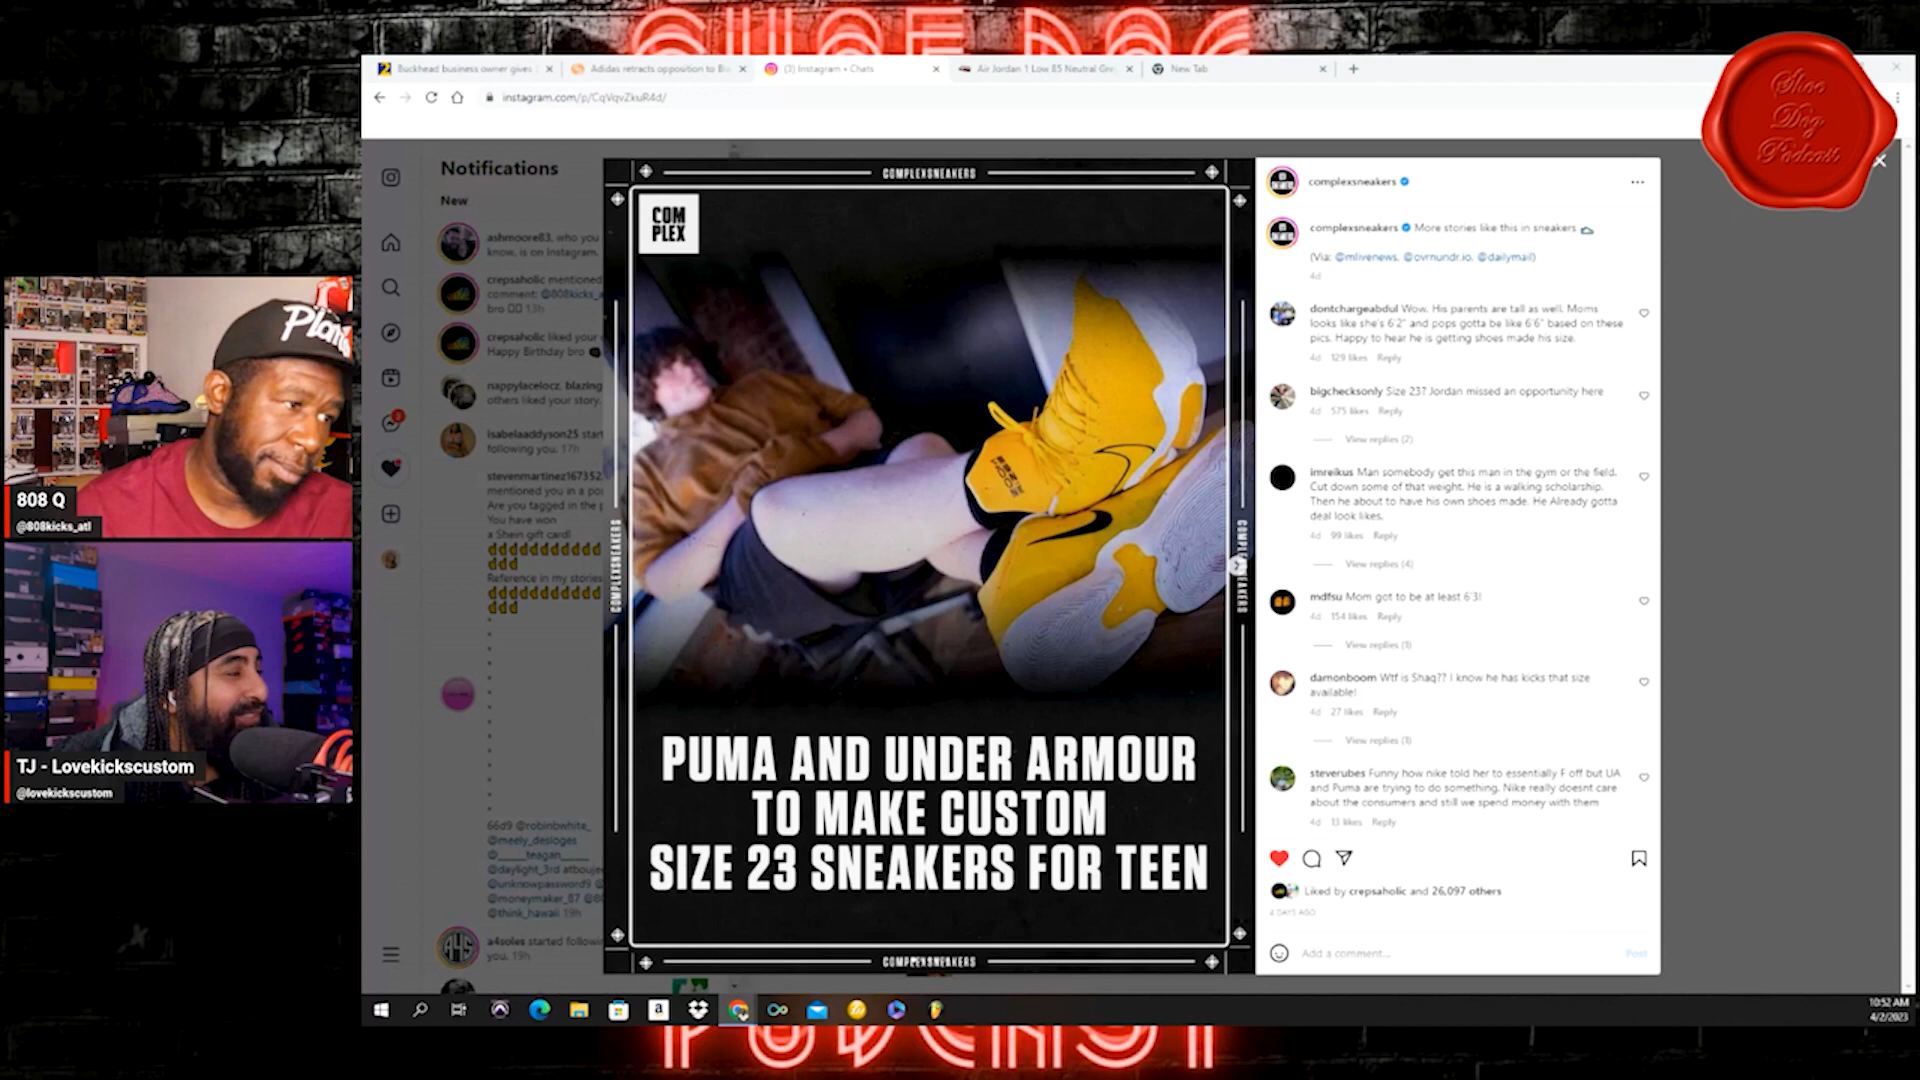 SHOE DOG
Buckhead business owner gives
Adidas retracts opposition to Bla
(3) Instagram • Chats
Air Jordan 1 Low 85 Neutral Gre
New Tab
instagram.com/p/CqVqvZkuR4d/
Shoe
Dog
Podcast
Notifications
New
ashmore83, who you
know, is on Instagram.
crepsaholic mentioned
comment: @808kicks_a
bro 13h
crepsaholic liked your
Happy Birthday bro
nappylacelocz, blazing
others liked your story.
isabelaaddyson25 start
following you. 17h
stevenmartinez167352
mentioned you in a po
Are you tagged in the p
You have won
a Shein gift card!
Reference in my stories
66d9 @robinbwhite_
@meely_desloges
@_____teagan_____
@daylight_3rd atbouje
@unknowpassword9
@moneymaker_87 @8
@think_hawaii 19h
a4soles started followi
you. 19h
COMPLEXSNEAKERS
COM
PLEX
COMPLEXSNEAKERS
COMPLEXSNEAKERS
PUMA AND UNDER ARMOUR
TO MAKE CUSTOM
SIZE 23 SNEAKERS FOR TEEN
COMPLEXSNEAKERS
complexsneakers
complexsneakers More stories like this in sneakers
(Via: @mlivenews, @ovrnundr.io, @dailymail)
4d
dontchargeabdul Wow. His parents are tall as well. Moms
looks like she's 6'2" and pops gotta be like 6'6" based on these
pics. Happy to hear he is getting shoes made his size.
4d 129 likes Reply
bigchecksonly Size 23? Jordan missed an opportunity here
4d 575 likes Reply
View replies (2)
imreikus Man somebody get this man in the gym or the field.
Cut down some of that weight. He is a walking scholarship.
Then he about to have his own shoes made. He Already gotta
deal look likes.
4d 99 likes Reply
View replies (4)
mdfsu Mom got to be at least 6'3!
4d 154 likes Reply
View replies (1)
damonboom Wtf is Shaq?? I know he has kicks that size
available!
4d 27 likes Reply
View replies (1)
steverubes Funny how nike told her to essentially F off but UA
and Puma are trying to do something. Nike really doesnt care
about the consumers and still we spend money with them
4d 13 likes Reply
Liked by crepsaholic and 26,097 others
4 DAYS AGO
Add a comment...
Post
808 Q
@808kicks_atl
TJ - Lovekickscustom
@lovekickscustom
10:52 AM
4/2/2023
PODCAST